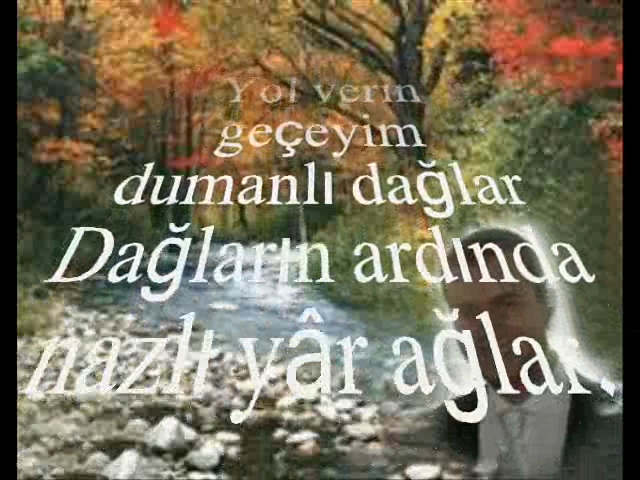 Yol verin
geçeyim
dumanlı dağlar
Dağların ardında
nazlı yâr ağlar.